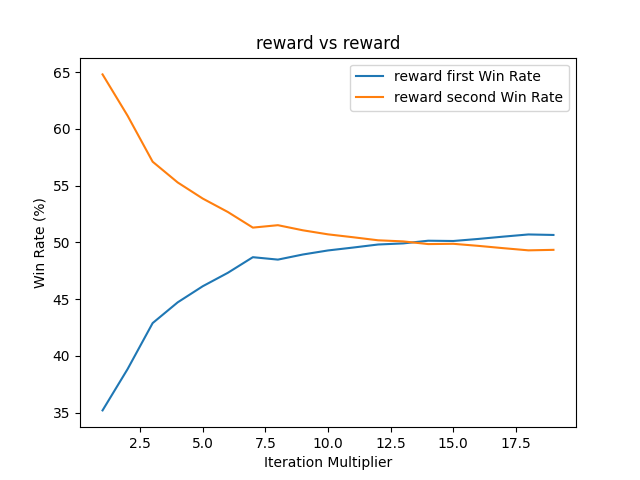 reward vs reward
reward first Win Rate
reward second Win Rate
Win Rate (%)
65
60
55
50
45
40
35
2.5 5.0 7.5 10.0 12.5 15.0 17.5
Iteration Multiplier